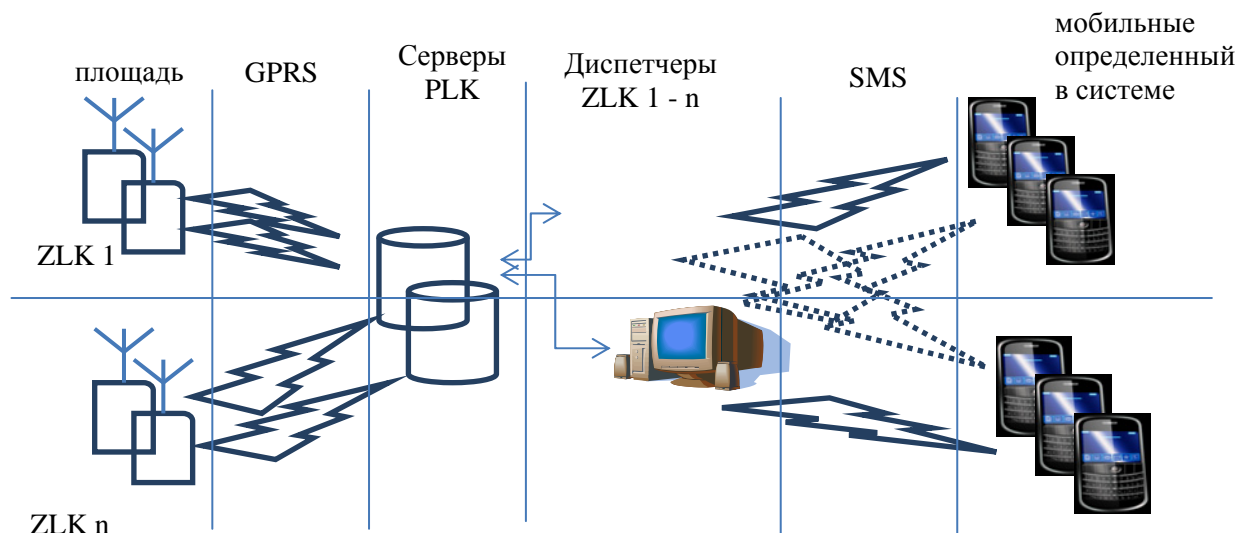 площадь
GPRS
Серверы
PLK
Диспетчеры
ZLK 1 - n
SMS
мобильные
определенный
в системе
ZLK 1
ZLK n